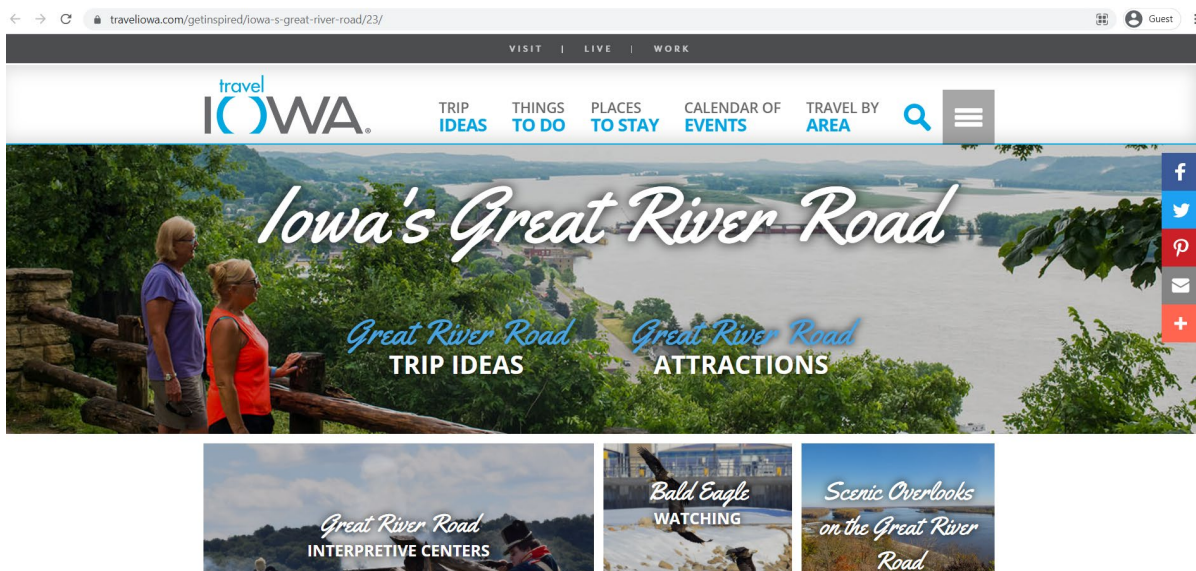 traveliowa.com/getinspired/iowa-s-great-river-road/23/
Guest
VISIT | LIVE | WORK
travel
IOWA®
TRIP
IDEAS
THINGS
TO DO
PLACES
TO STAY
CALENDAR OF
EVENTS
TRAVEL BY
AREA
Iowa's Great River Road
Great River Road
TRIP IDEAS
Great River Road
ATTRACTIONS
Great River Road
INTERPRETIVE CENTERS
Bald Eagle
WATCHING
Scenic Overlooks
on the Great River
Road